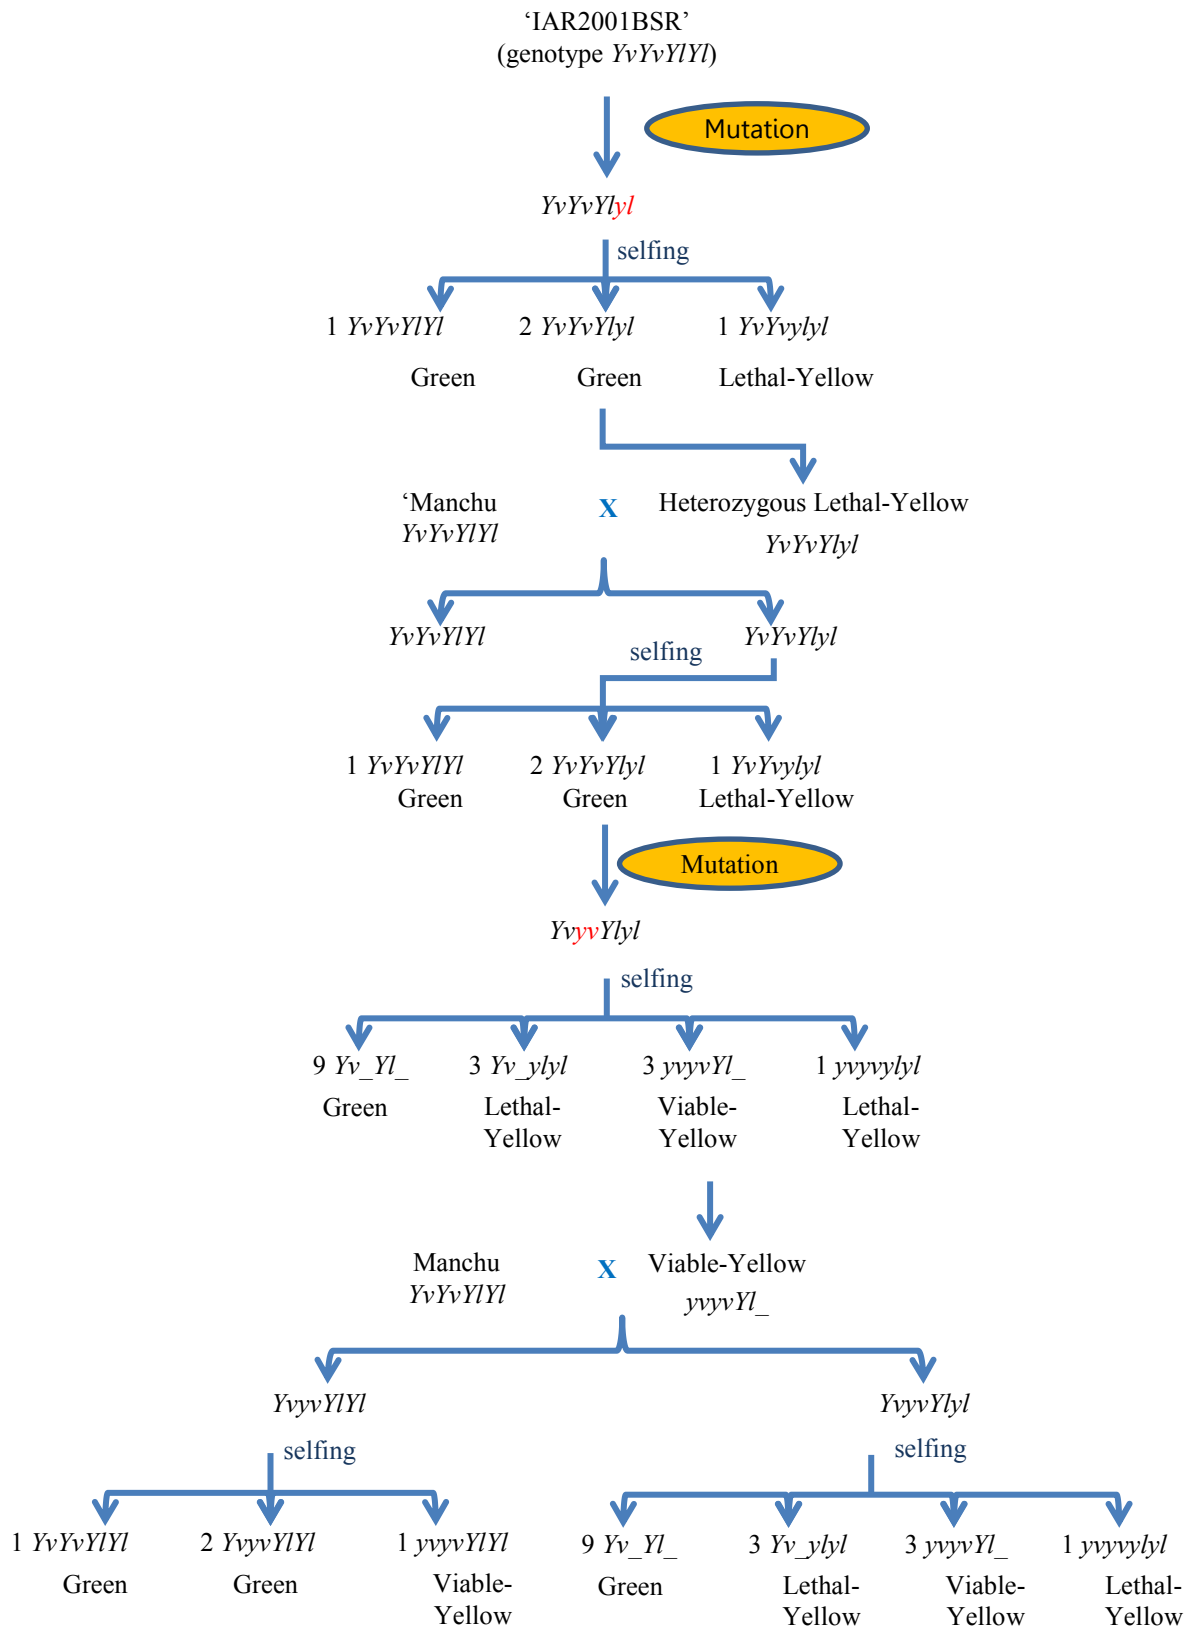 ‘IAR2001BSR’
(genotype YvYvYlYl)
Mutation
YvYvYlyl
selfing
1 YvYvYlYl 2 YvYvYlyl 1 YvYvylyl
Green Green Lethal-Yellow
‘Manchu X Heterozygous Lethal-Yellow
YvYvYlYl YvYvYlyl
YvYvYlYl YvYvYlyl
selfing
1 YvYvYlYl 2 YvYvYlyl 1 YvYvylyl
Green Green Lethal-Yellow
Mutation
YvyvYlyl
selfing
9 Yv_Yl_ 3 Yv_ylyl 3 yvyvYl_ 1 yvyvylyl
Green Lethal- Viable- Lethal-
Yellow Yellow Yellow
Manchu X Viable-Yellow
YvYvYlYl yvyvYl_
YvyvYlYl YvyvYlyl
selfing selfing
1 YvYvYlYl 2 YvyvYlYl 1 yvyvYlYl 9 Yv_Yl_ 3 Yv_ylyl 3 yvyvYl_ 1 yvyvylyl
Green Green Viable- Green Lethal- Viable- Lethal-
Yellow Yellow Yellow Yellow